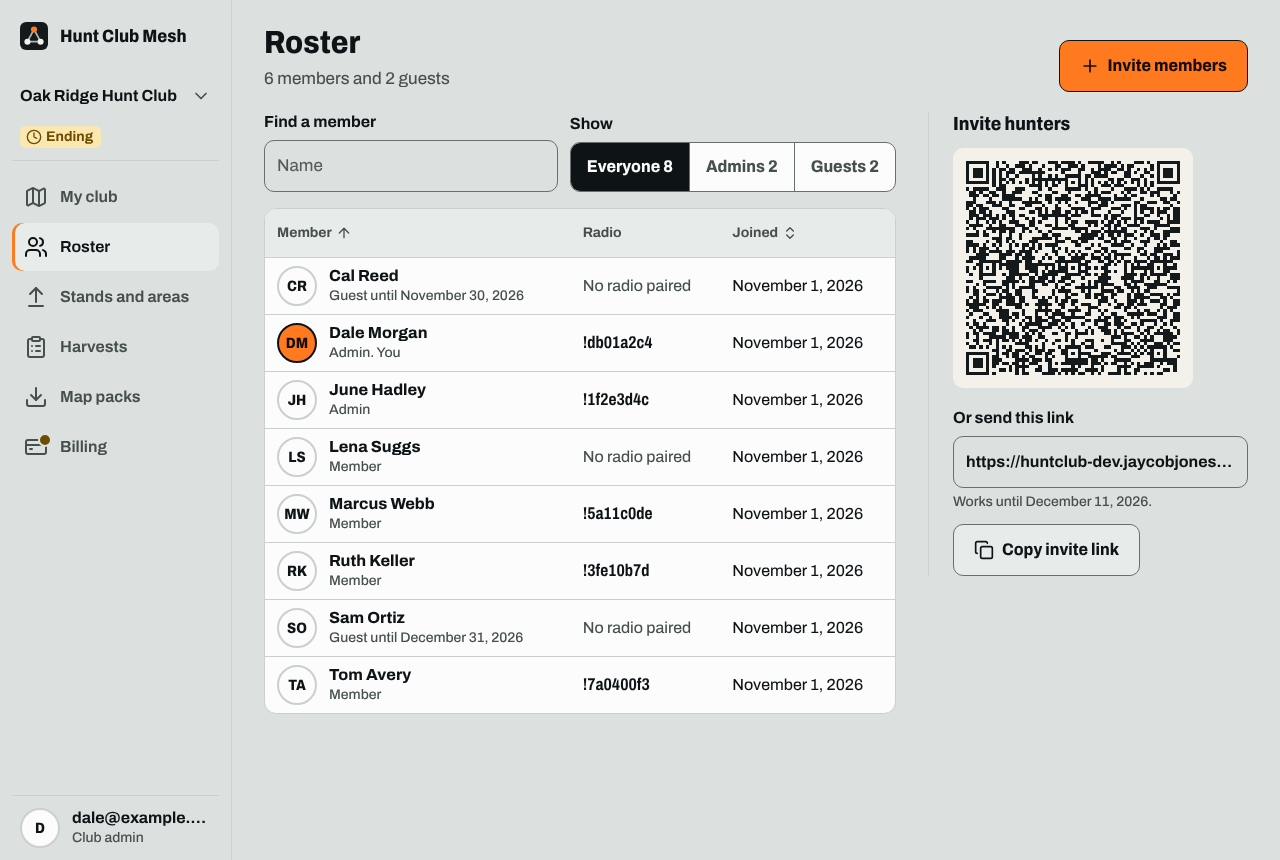 Hunt Club Mesh
Oak Ridge Hunt Club
Ending
My club
Roster
Stands and areas
Harvests
Map packs
Billing
D
dale@example....
Club admin
Roster
6 members and 2 guests
Invite members
Find a member
Name
Show
Everyone 8
Admins 2
Guests 2
Member
Radio
Joined
CR
Cal Reed
Guest until November 30, 2026
No radio paired
November 1, 2026
DM
Dale Morgan
Admin. You
!db01a2c4
November 1, 2026
JH
June Hadley
Admin
!1f2e3d4c
November 1, 2026
LS
Lena Suggs
Member
No radio paired
November 1, 2026
MW
Marcus Webb
Member
!5a11c0de
November 1, 2026
RK
Ruth Keller
Member
!3fe10b7d
November 1, 2026
SO
Sam Ortiz
Guest until December 31, 2026
No radio paired
November 1, 2026
TA
Tom Avery
Member
!7a0400f3
November 1, 2026
Invite hunters
Or send this link
https://huntclub-dev.jaycobjones...
Works until December 11, 2026.
Copy invite link